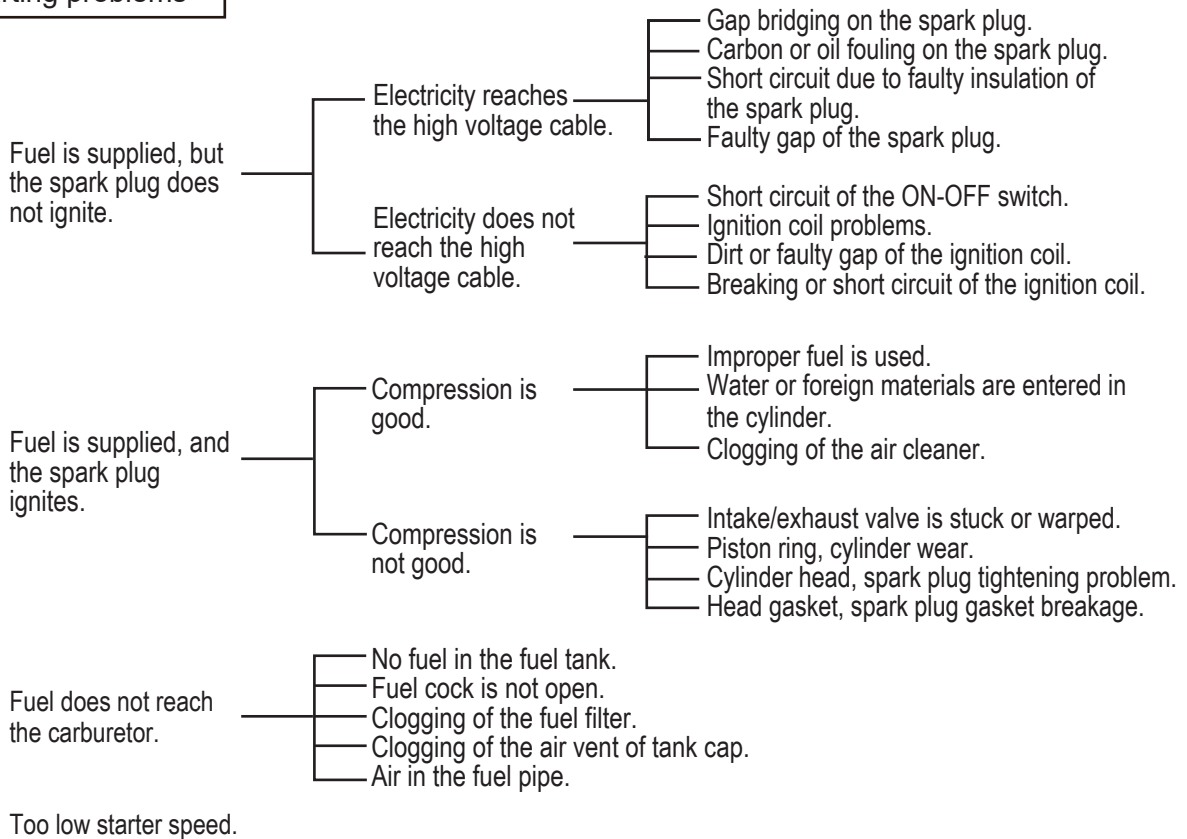 rting problems
Gap bridging on the spark plug.
Carbon or oil fouling on the spark plug.
Electricity reaches
the high voltage cable.
Short circuit due to faulty insulation of
the spark plug.
Faulty gap of the spark plug.
Fuel is supplied, but
the spark plug does
not ignite.
Electricity does not
reach the high
voltage cable.
Short circuit of the ON-OFF switch.
Ignition coil problems.
Dirt or faulty gap of the ignition coil.
Breaking or short circuit of the ignition coil.
Fuel is supplied, and
the spark plug
ignites.
Compression is
good.
Improper fuel is used.
Water or foreign materials are entered in
the cylinder.
Clogging of the air cleaner.
Compression is
not good.
Intake/exhaust valve is stuck or warped.
Piston ring, cylinder wear.
Cylinder head, spark plug tightening problem.
Head gasket, spark plug gasket breakage.
Fuel does not reach
the carburetor.
No fuel in the fuel tank.
Fuel cock is not open.
Clogging of the fuel filter.
Clogging of the air vent of tank cap.
Air in the fuel pipe.
Too low starter speed.